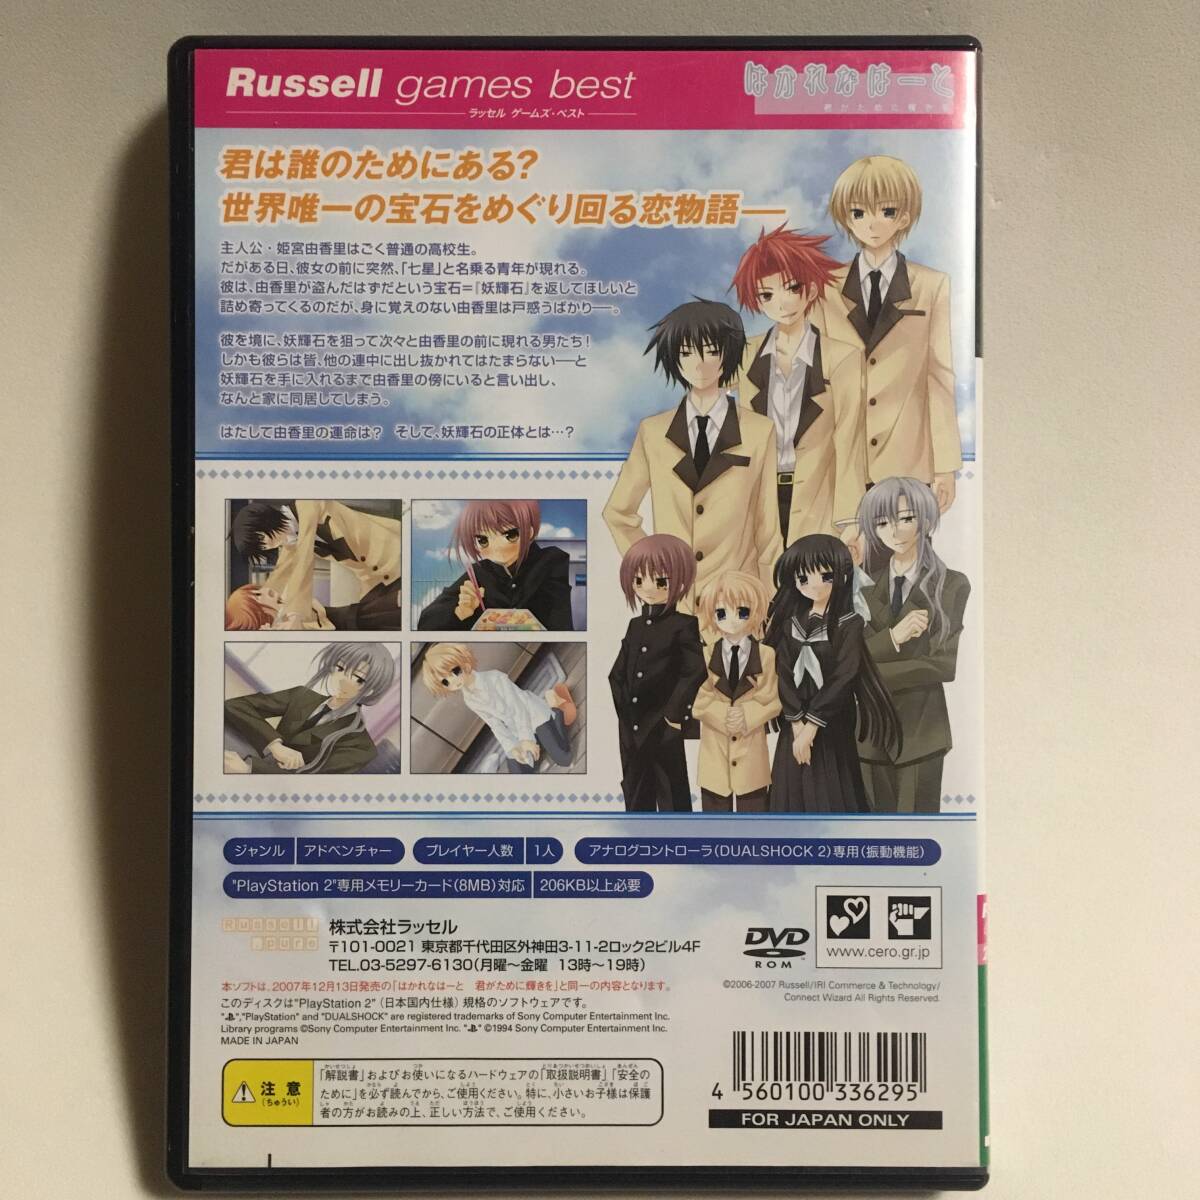 Russell games best
ラッセル ゲームズ・ベスト
はかれなはーと
君がために輝きを
君は誰のためにある?
世界唯一の宝石をめぐり回る恋物語――
主人公・姫宮由香里はごく普通の高校生。
だがある日、彼女の前に突然、「七星」と名乗る青年が現れる。
彼は、由香里が盗んだはずだという宝石=『妖輝石』を返してほしいと
詰め寄ってくるのだが、身に覚えのない由香里は戸惑うばかり―。
彼を境に、妖輝石を狙って次々と由香里の前に現れる男たち!
しかも彼らは皆、他の連中に出し抜かれてはたまらない―と
妖輝石を手に入れるまで由香里の傍にいると言い出し、
なんと家に同居してしまう。
はたして由香里の運命は? そして、妖輝石の正体とは…?
ジャンル アドベンチャー プレイヤー人数 1人 アナログコントローラ(DUALSHOCK 2)専用(振動機能)
"PlayStation 2"専用メモリーカード(8MB)対応 206KB以上必要
Russell
pure
株式会社ラッセル
〒101-0021 東京都千代田区外神田3-11-2ロック2ビル4F
TEL.03-5297-6130(月曜～金曜 13時～19時)
DVD
ROM
www.cero.gr.jp
本ソフトは、2007年12月13日発売の「はかれなはーと 君がために輝きを」と同一の内容となります。
このディスクは"PlayStation 2"(日本国内仕様)規格のソフトウェアです。
" ","PlayStation" and "DUALSHOCK" are registered trademarks of Sony Computer Entertainment Inc.
Library programs ©Sony Computer Entertainment Inc. " " ©1994 Sony Computer Entertainment Inc.
MADE IN JAPAN
©2006-2007 Russell/IRI Commerce & Technology/
Connect Wizard All Rights Reserved.
注意
(ちゅうい)
「解説書」およびお使いになるハードウェアの「取扱説明書」「安全の
ために」を必ず読んでから、ご使用ください。特に、小さいお子様は保護
者の方がお読みの上、正しい方法で、ご使用ください。
4 560100 336295
FOR JAPAN ONLY